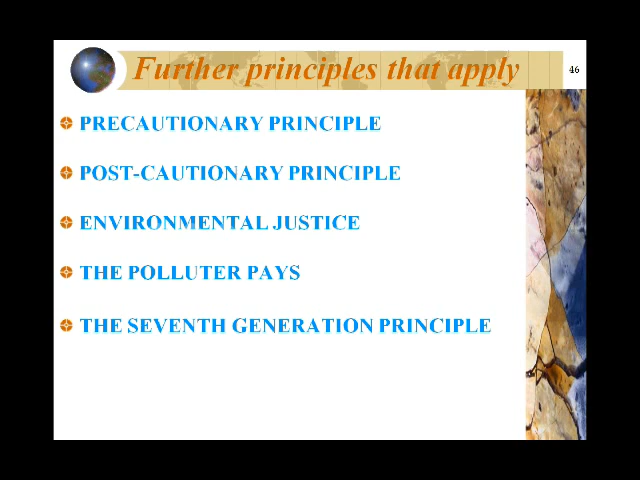 Further principles that apply
46
PRECAUTIONARY PRINCIPLE
POST-CAUTIONARY PRINCIPLE
ENVIRONMENTAL JUSTICE
THE POLLUTER PAYS
THE SEVENTH GENERATION PRINCIPLE